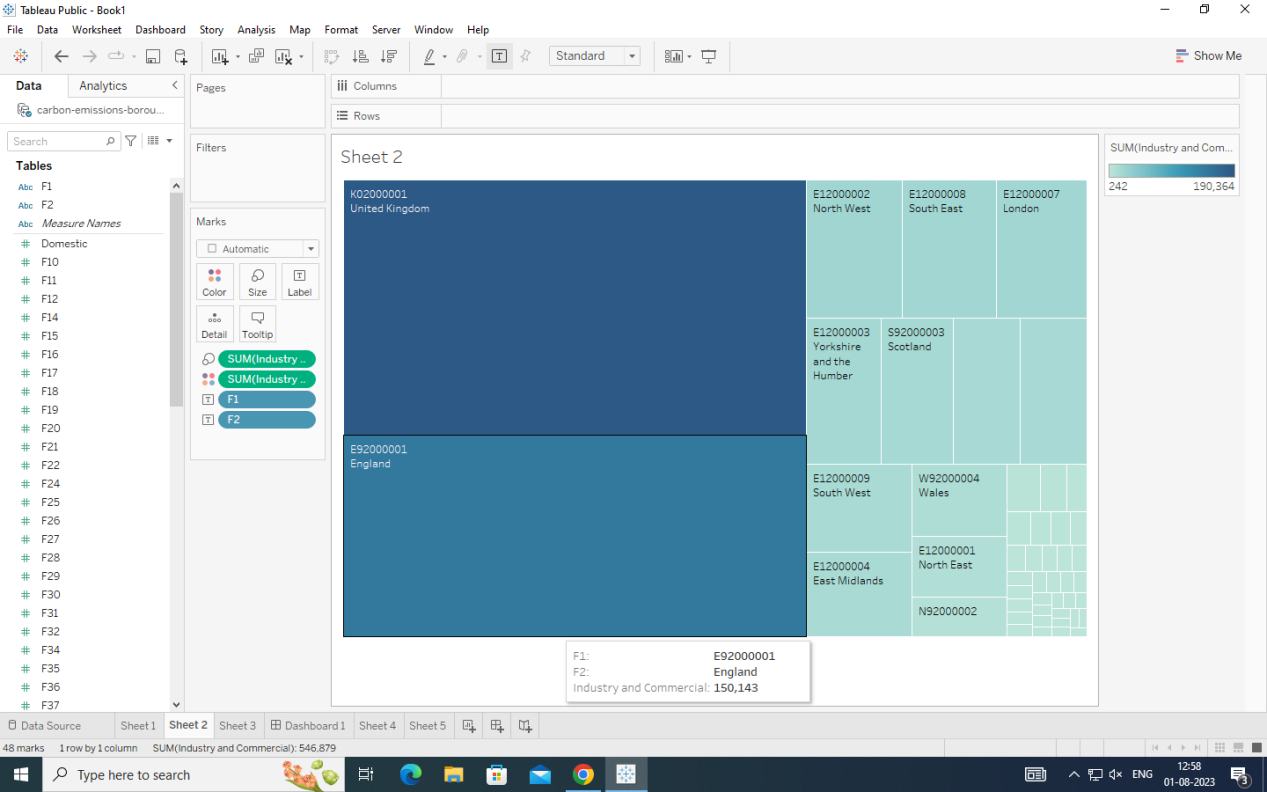 Tableau Public - Book1
File Data Worksheet Dashboard Story Analysis Map Format Server Window Help
Standard
Show Me
Data
Analytics
carbon-emissions-borou...
Search
Tables
Abc F1
Abc F2
Abc Measure Names
# Domestic
# F10
# F11
# F12
# F14
# F15
# F16
# F17
# F18
# F19
# F20
# F21
# F22
# F24
# F25
# F26
# F27
# F28
# F29
# F30
# F31
# F32
# F34
# F35
# F36
# F37
Pages
Filters
Marks
Automatic
Color Size Label
Detail Tooltip
SUM(Industry ..
SUM(Industry ..
F1
F2
Columns
Rows
Sheet 2
K02000001
United Kingdom
E92000001
England
E12000002
North West
E12000008
South East
E12000007
London
E12000003
Yorkshire
and the
Humber
S92000003
Scotland
E12000009
South West
W92000004
Wales
E12000001
North East
E12000004
East Midlands
N92000002
F1: E92000001
F2: England
Industry and Commercial: 150,143
SUM(Industry and Com...
242 190,364
Data Source Sheet 1 Sheet 2 Sheet 3 Dashboard 1 Sheet 4 Sheet 5
48 marks 1 row by 1 column SUM(Industry and Commercial): 546,879
Type here to search
ENG
12:58
01-08-2023
3